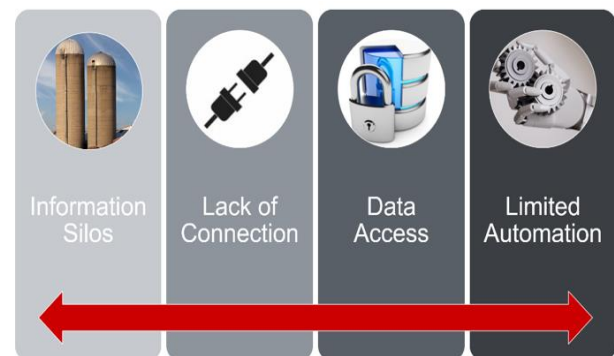 Information
Silos
Lack of
Connection
Data
Access
Limited
Automation